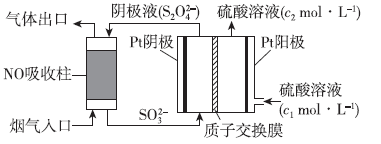 气体出口
阴极液(S₂O₄²⁻)
硫酸溶液
(c₂ mol·L⁻¹)
Pt阴极
Pt阳极
NO吸收柱
硫酸溶液
(c₁ mol·L⁻¹)
烟气入口
SO₃²⁻
质子交换膜